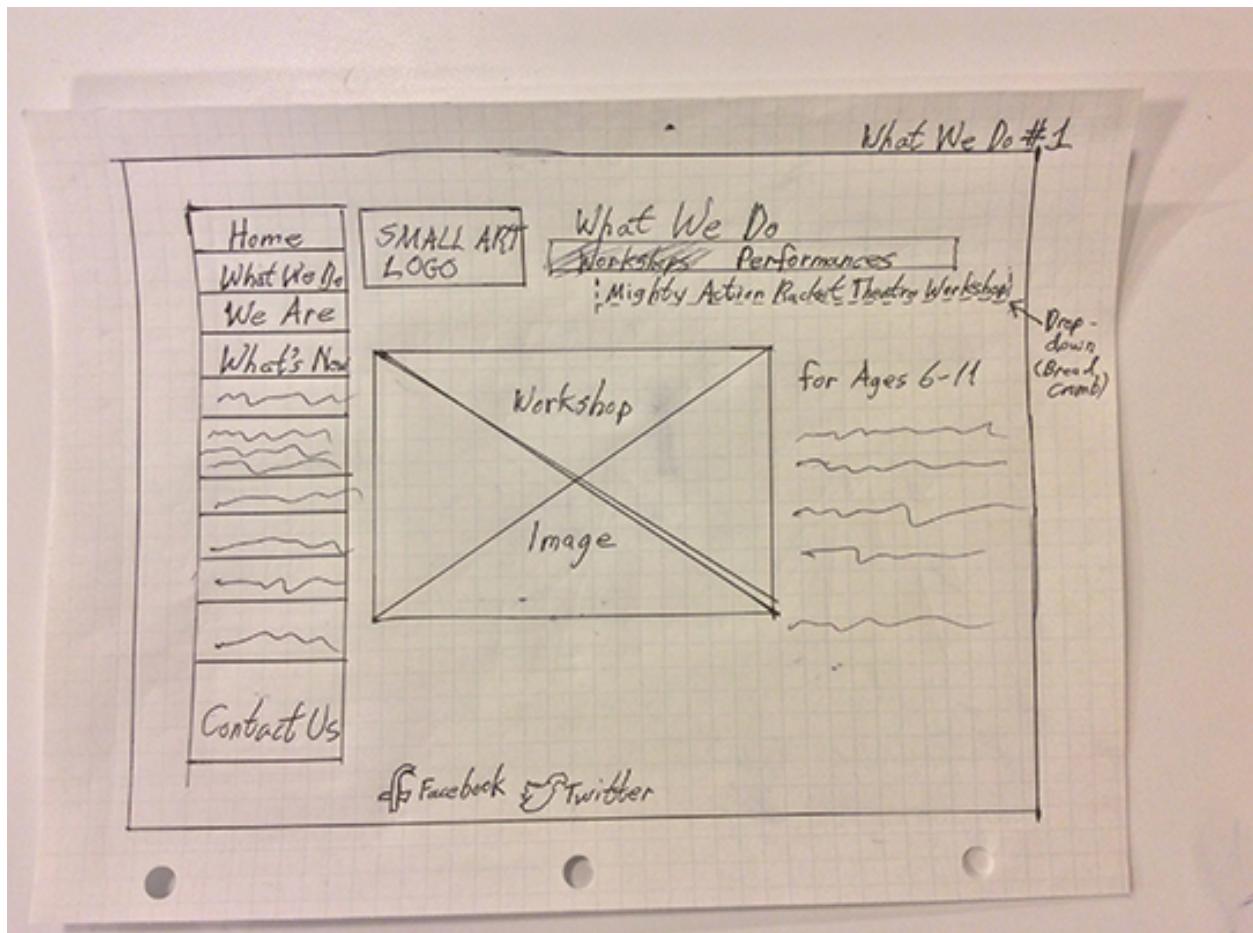 What We Do #1
Home
What We Do
We Are
What's New
Contact Us
SMALL ART
LOGO
What We Do
Workshops Performances
Mighty Action Racket Theatre Workshop
Drop-
down
(Bread
crumb)
Workshop
Image
for Ages 6-11
Facebook Twitter